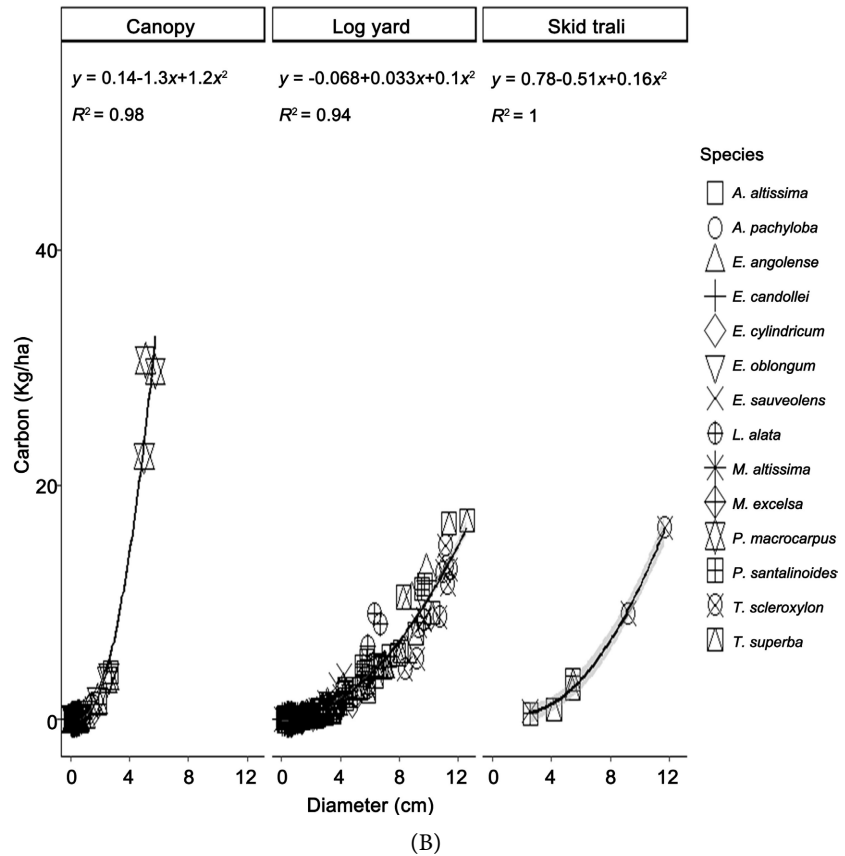 Canopy
Log yard
Skid trali
y = 0.14-1.3x+1.2x²
y = -0.068+0.033x+0.1x²
y = 0.78-0.51x+0.16x²
R² = 0.98
R² = 0.94
R² = 1
Species
A. altissima
A. pachyloba
E. angolense
E. candollei
E. cylindricum
E. oblongum
E. sauveolens
L. alata
M. altissima
M. excelsa
P. macrocarpus
P. santalinoides
T. scleroxylon
T. superba
40
20
0
Carbon (Kg/ha)
0 4 8 12
0 4 8 12
0 4 8 12
Diameter (cm)
(B)